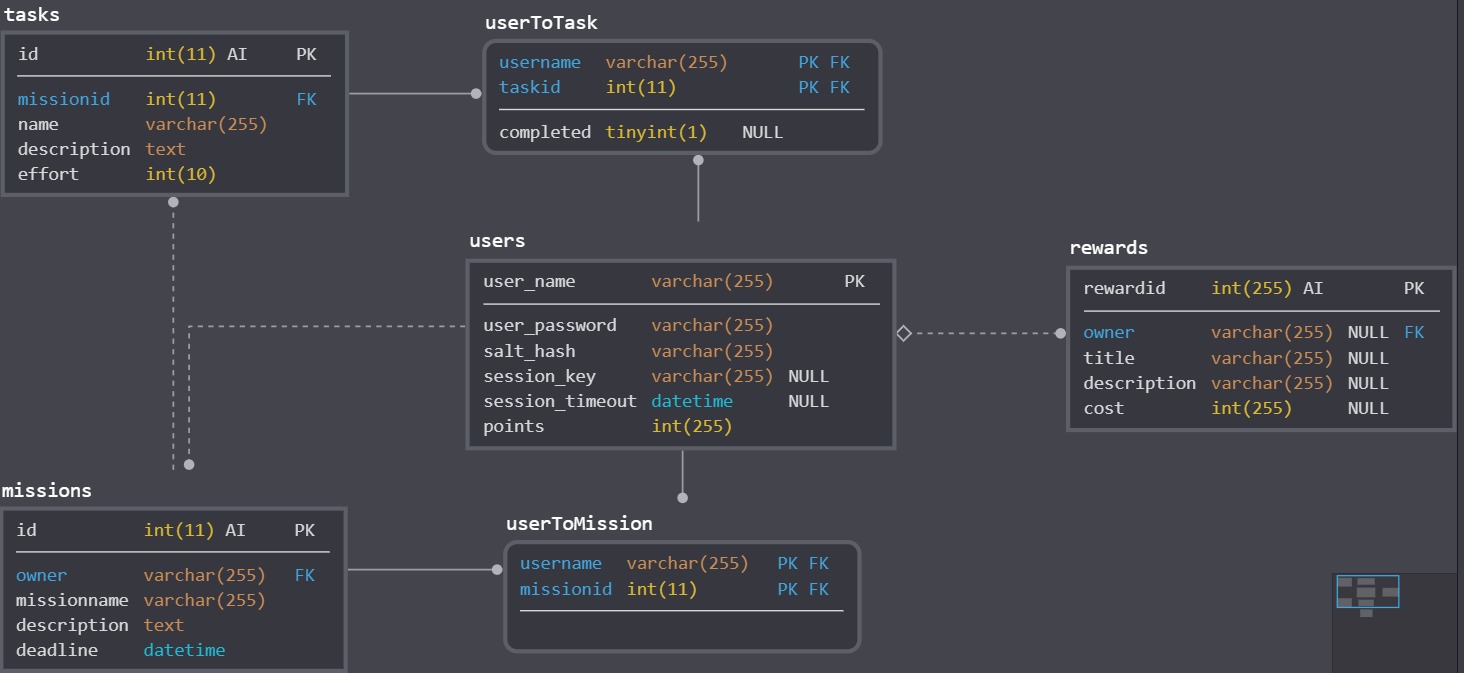 tasks
id int(11) AI PK
missionid int(11) FK
name varchar(255)
description text
effort int(10)
userToTask
username varchar(255) PK FK
taskid int(11) PK FK
completed tinyint(1) NULL
users
user_name varchar(255) PK
user_password varchar(255)
salt_hash varchar(255)
session_key varchar(255) NULL
session_timeout datetime NULL
points int(255)
rewards
rewardid int(255) AI PK
owner varchar(255) NULL FK
title varchar(255) NULL
description varchar(255) NULL
cost int(255) NULL
missions
id int(11) AI PK
owner varchar(255) FK
missionname varchar(255)
description text
deadline datetime
userToMission
username varchar(255) PK FK
missionid int(11) PK FK